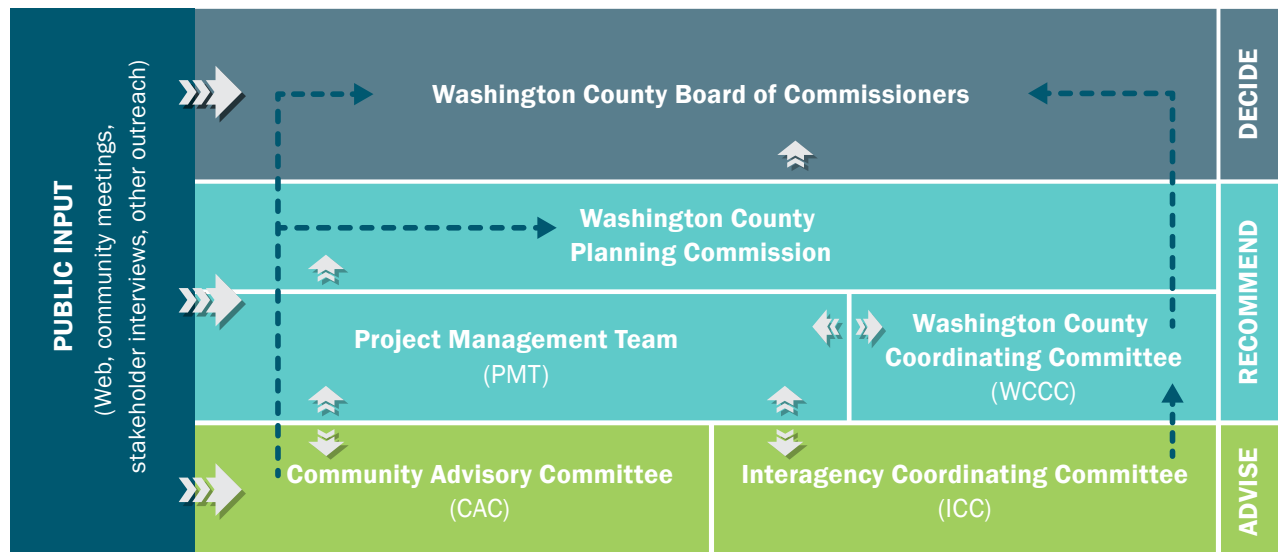 PUBLIC INPUT
(Web, community meetings,
stakeholder interviews, other outreach)
Washington County Board of Commissioners
DECIDE
Washington County
Planning Commission
Project Management Team
(PMT)
Washington County
Coordinating Committee
(WCCC)
RECOMMEND
Community Advisory Committee
(CAC)
Interagency Coordinating Committee
(ICC)
ADVISE